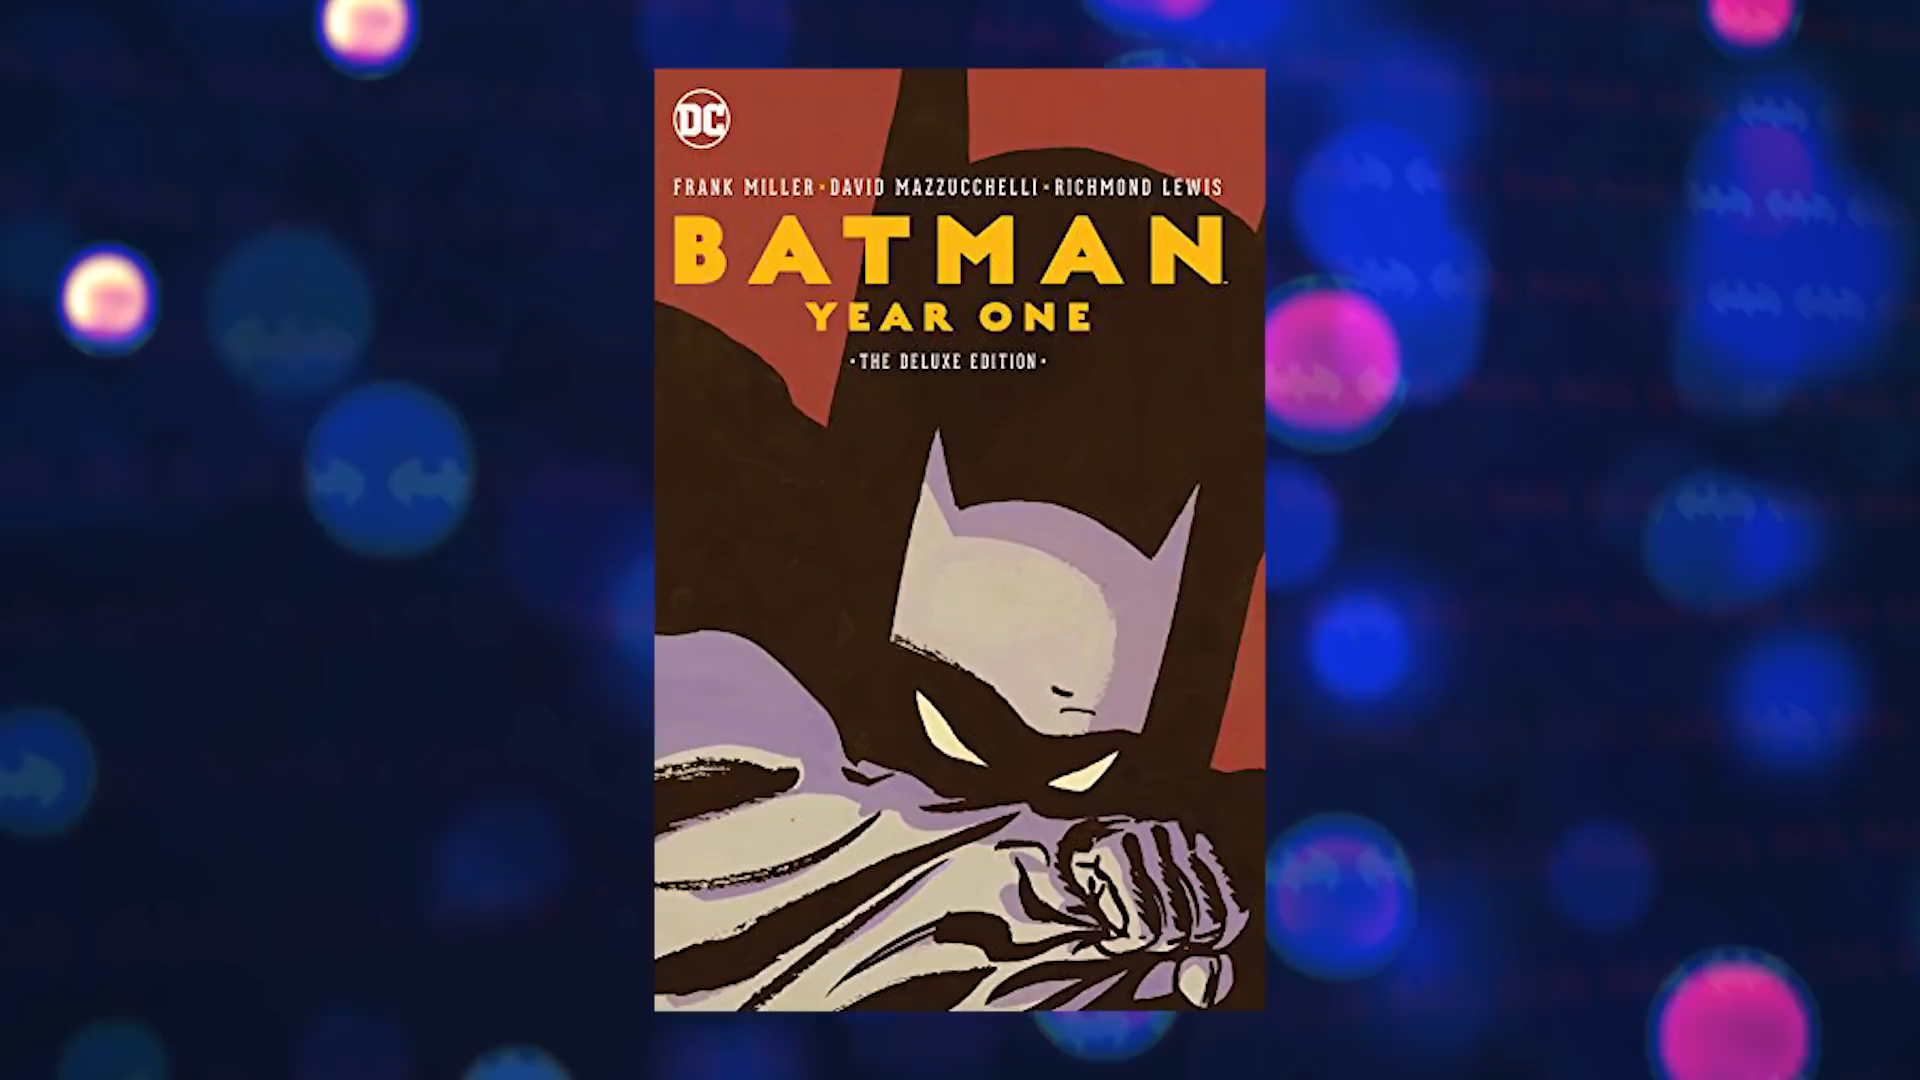 DC
FRANK MILLER · DAVID MAZZUCCHELLI · RICHMOND LEWIS
BATMAN
YEAR ONE
· THE DELUXE EDITION ·